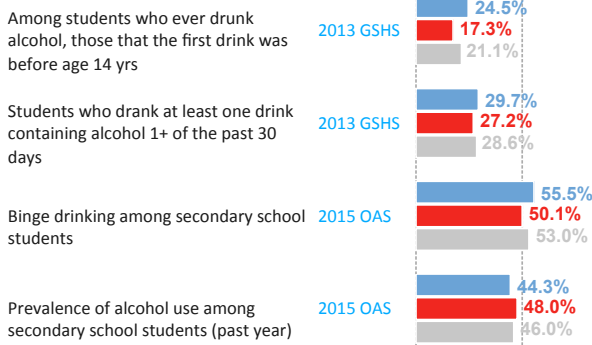 Among students who ever drunk
alcohol, those that the first drink was
before age 14 yrs
2013 GSHS
24.5%
17.3%
21.1%
Students who drank at least one drink
containing alcohol 1+ of the past 30
days
2013 GSHS
29.7%
27.2%
28.6%
Binge drinking among secondary school
students
2015 OAS
55.5%
50.1%
53.0%
Prevalence of alcohol use among
secondary school students (past year)
2015 OAS
44.3%
48.0%
46.0%